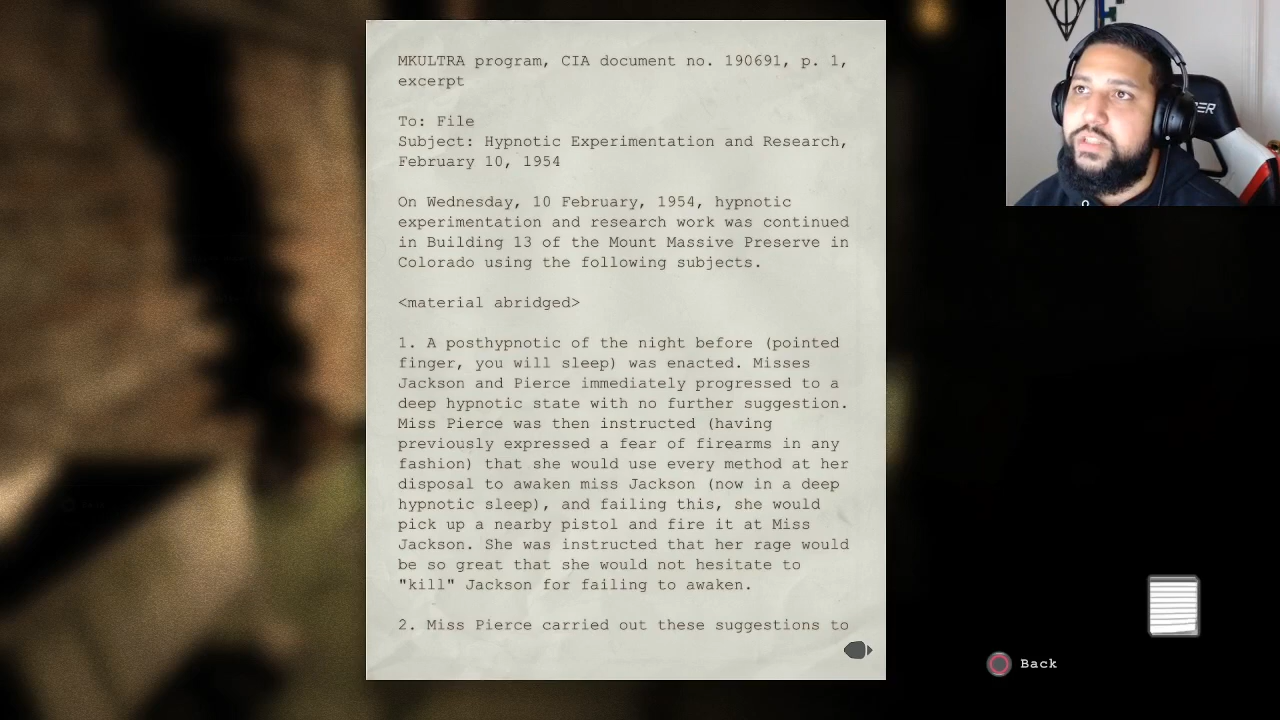 MKULTRA program, CIA document no. 190691, p. 1,
excerpt
To: File
Subject: Hypnotic Experimentation and Research,
February 10, 1954
On Wednesday, 10 February, 1954, hypnotic
experimentation and research work was continued
in Building 13 of the Mount Massive Preserve in
Colorado using the following subjects.
<material abridged>
1. A posthypnotic of the night before (pointed
finger, you will sleep) was enacted. Misses
Jackson and Pierce immediately progressed to a
deep hypnotic state with no further suggestion.
Miss Pierce was then instructed (having
previously expressed a fear of firearms in any
fashion) that she would use every method at her
disposal to awaken miss Jackson (now in a deep
hypnotic sleep), and failing this, she would
pick up a nearby pistol and fire it at Miss
Jackson. She was instructed that her rage would
be so great that she would not hesitate to
"kill" Jackson for failing to awaken.
2. Miss Pierce carried out these suggestions to
Back